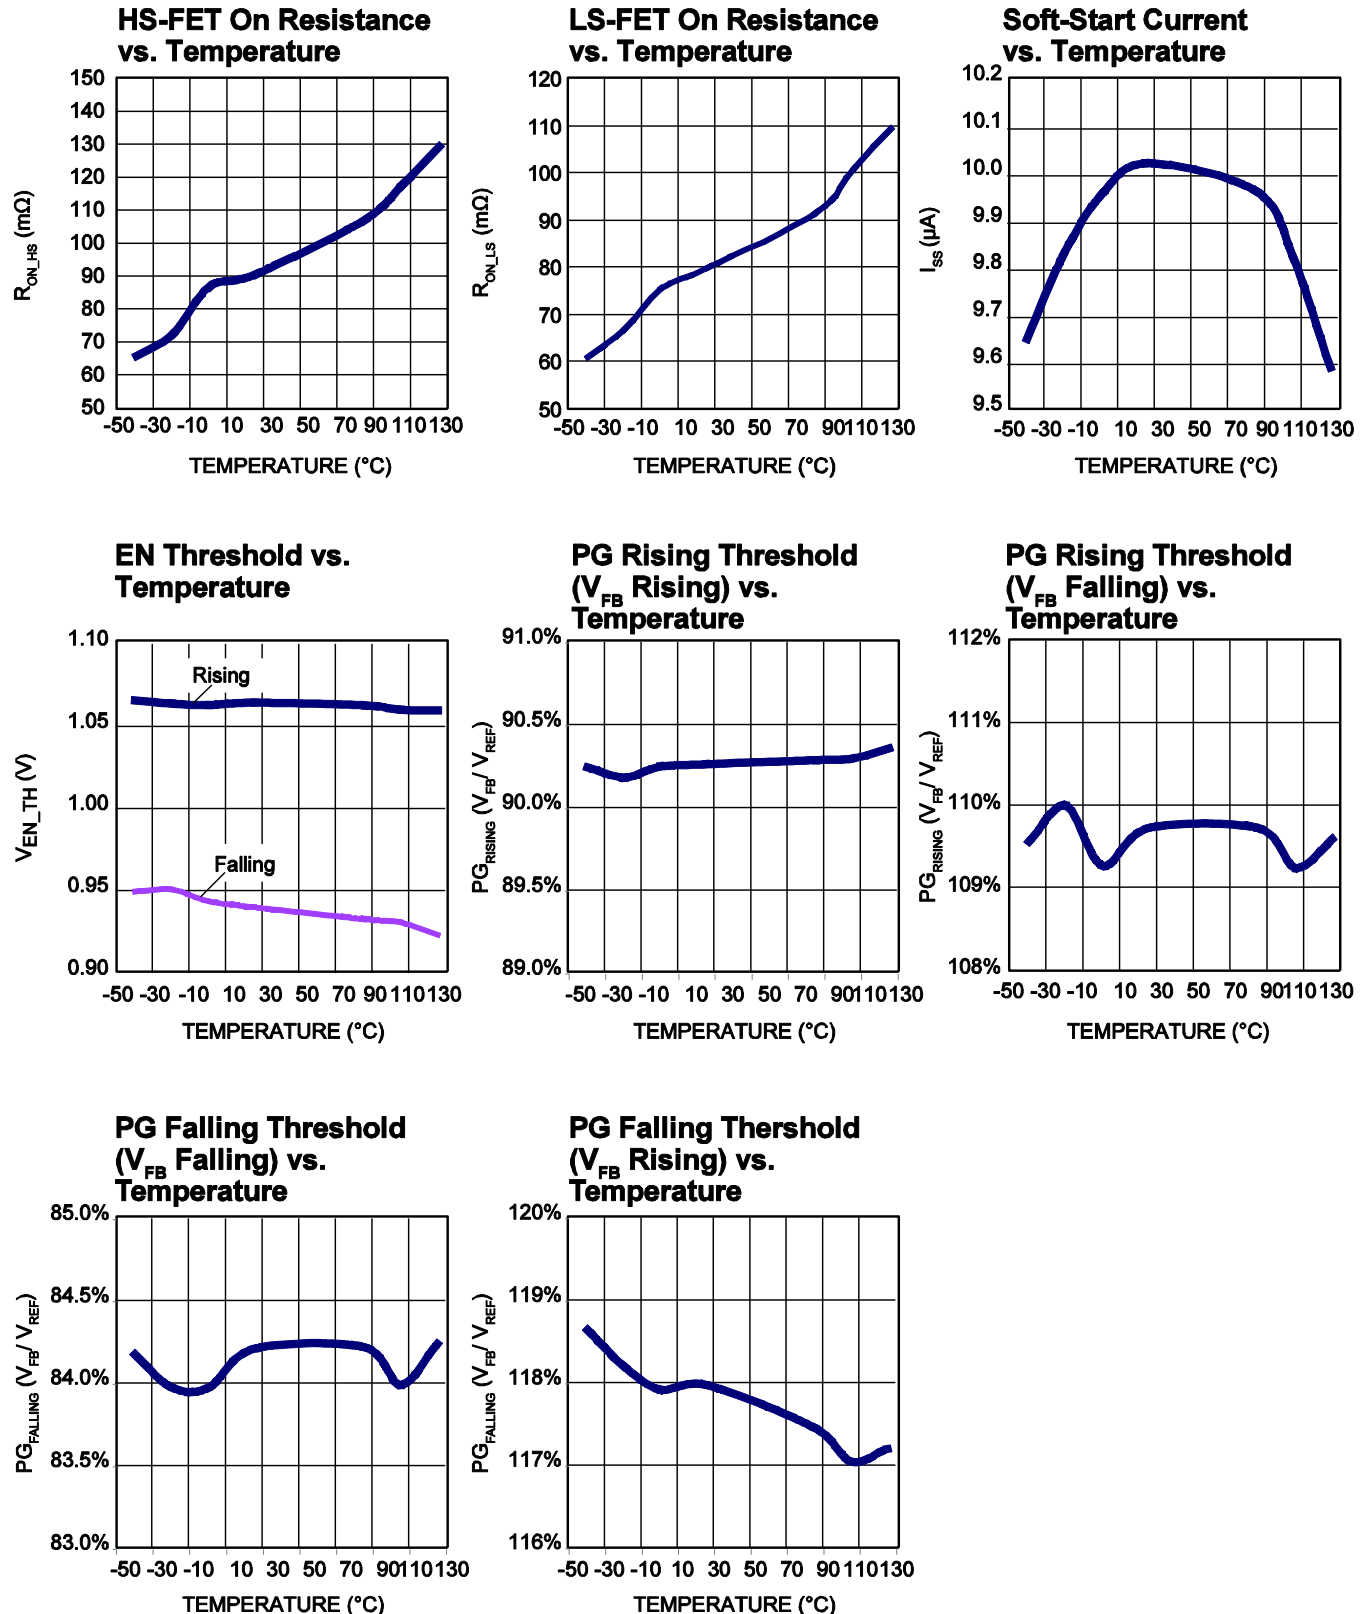 HS-FET On Resistance
vs. Temperature
150
140
130
120
110
100
90
80
70
60
50
RON_HS (mΩ)
-50 -30 -10 10 30 50 70 90 110 130
TEMPERATURE (°C)
LS-FET On Resistance
vs. Temperature
120
110
100
90
80
70
60
50
RON_LS (mΩ)
-50 -30 -10 10 30 50 70 90 110 130
TEMPERATURE (°C)
Soft-Start Current
vs. Temperature
10.2
10.1
10.0
9.9
9.8
9.7
9.6
9.5
ISS (µA)
-50 -30 -10 10 30 50 70 90 110 130
TEMPERATURE (°C)
EN Threshold vs.
Temperature
1.10
1.05
1.00
0.95
0.90
VEN_TH (V)
Rising
Falling
-50 -30 -10 10 30 50 70 90 110 130
TEMPERATURE (°C)
PG Rising Threshold
(VFB Rising) vs.
Temperature
91.0%
90.5%
90.0%
89.5%
89.0%
PGRISING (VFB/ VREF)
-50 -30 -10 10 30 50 70 90 110 130
TEMPERATURE (°C)
PG Rising Threshold
(VFB Falling) vs.
Temperature
112%
111%
110%
109%
108%
PGRISING (VFB/ VREF)
-50 -30 -10 10 30 50 70 90 110 130
TEMPERATURE (°C)
PG Falling Threshold
(VFB Falling) vs.
Temperature
85.0%
84.5%
84.0%
83.5%
83.0%
PGFALLING (VFB/ VREF)
-50 -30 -10 10 30 50 70 90 110 130
TEMPERATURE (°C)
PG Falling Thershold
(VFB Rising) vs.
Temperature
120%
119%
118%
117%
116%
PGFALLING (VFB/ VREF)
-50 -30 -10 10 30 50 70 90 110 130
TEMPERATURE (°C)